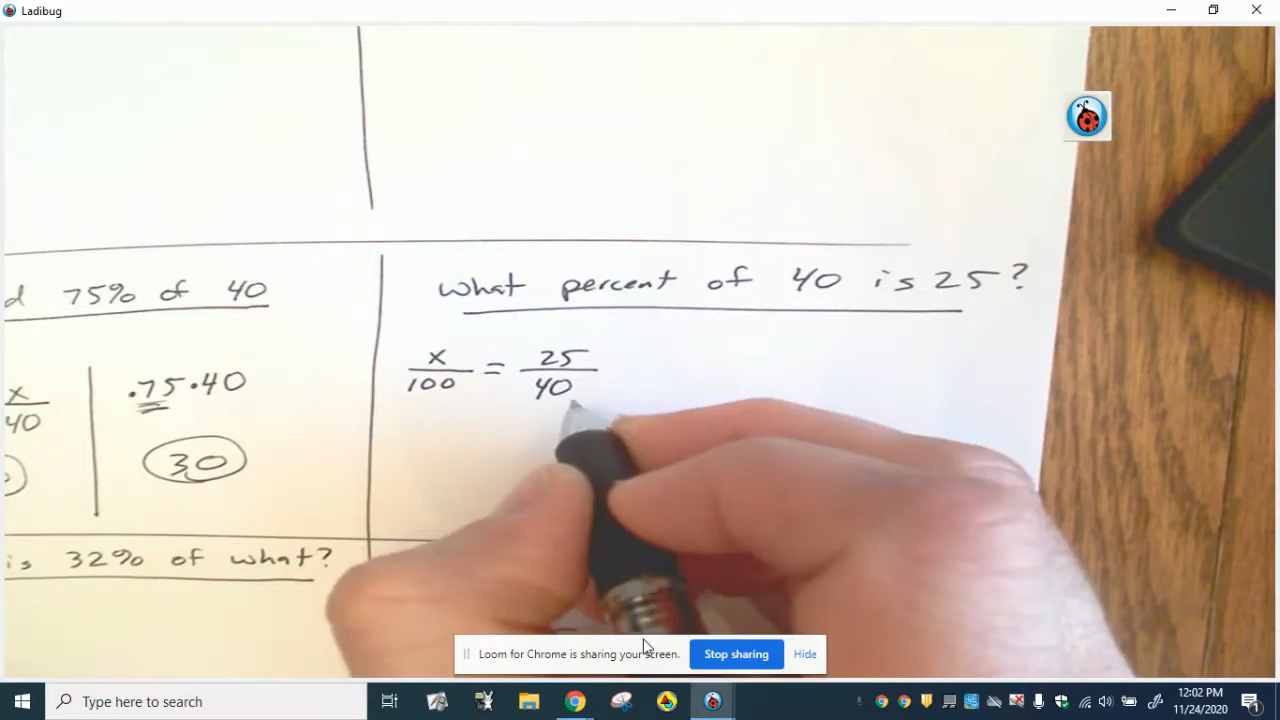 Ladibug
d 75% of 40
x
40
.75.40
30
is 32% of what?
what percent of 40 is 25?
x/100 = 25/40
Loom for Chrome is sharing your screen.
Stop sharing
Hide
Type here to search
12:02 PM
11/24/2020
1